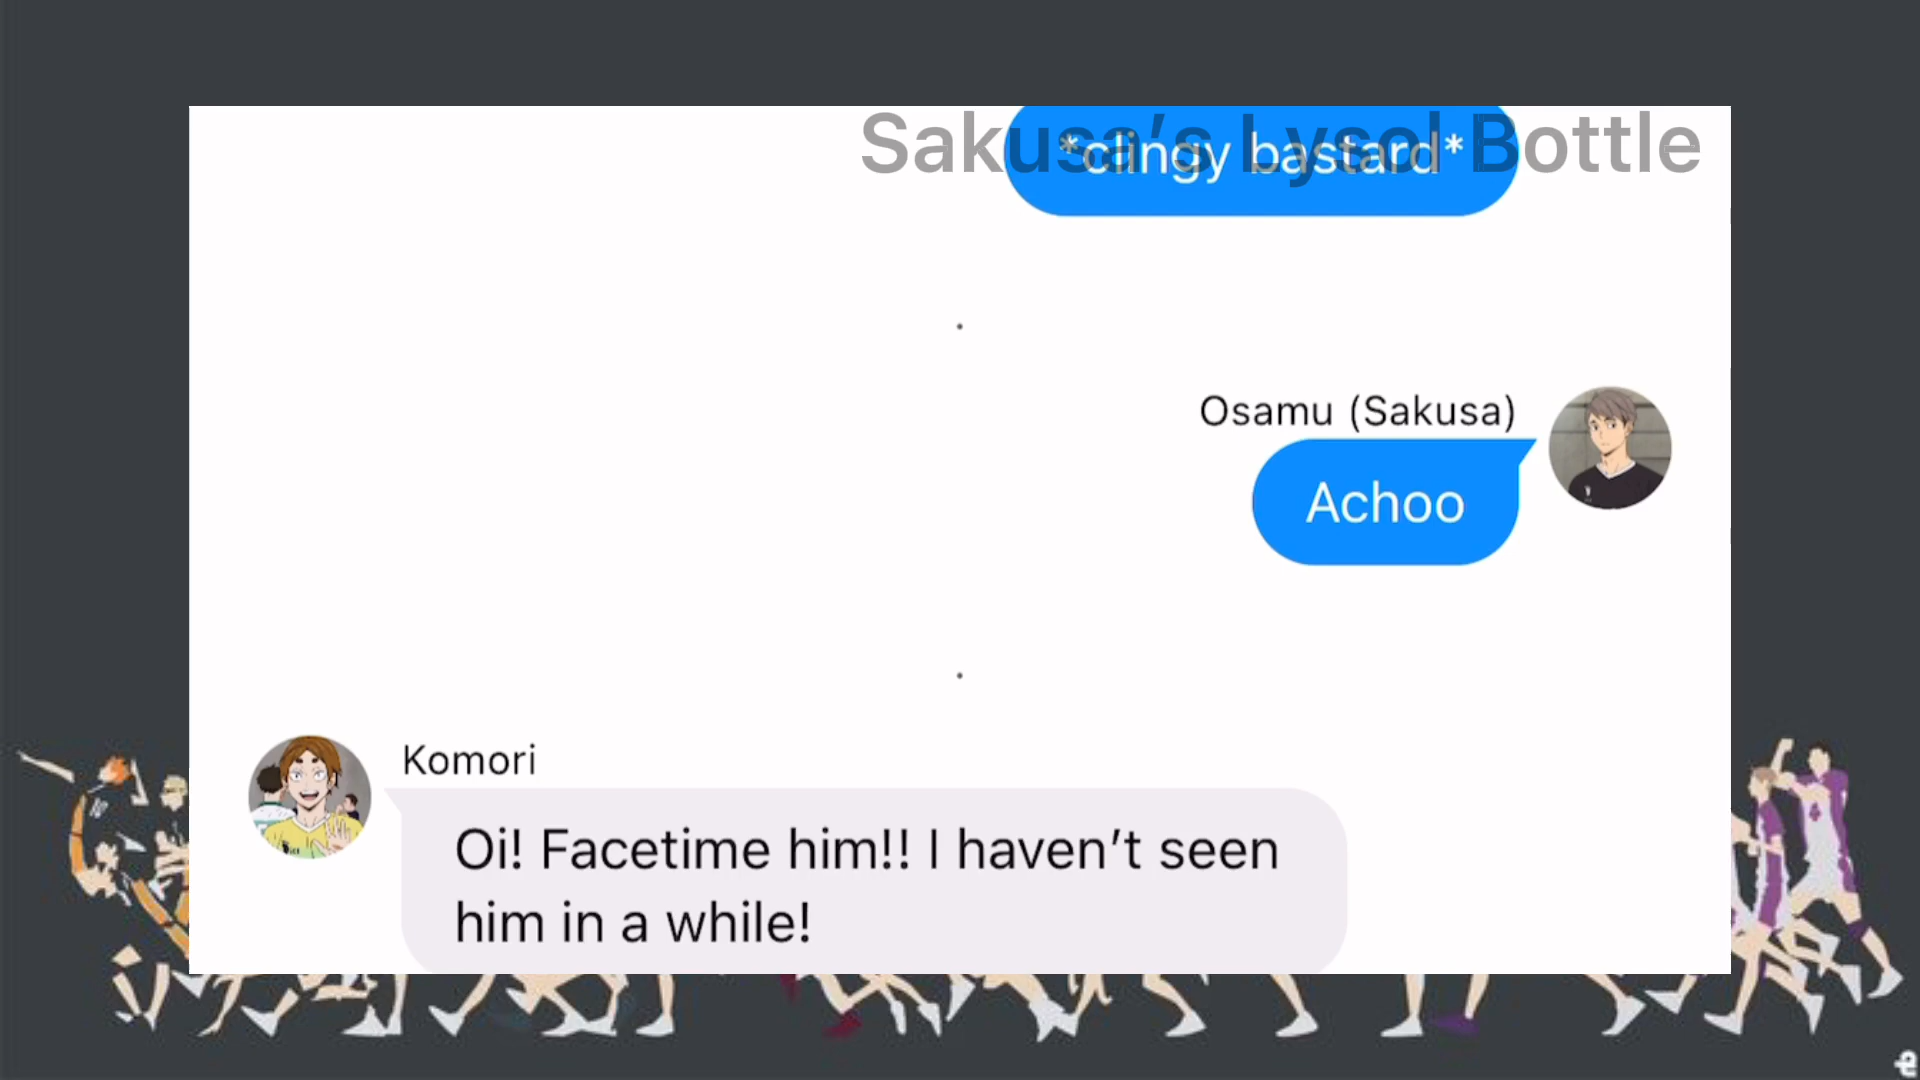 Sakusa’s Lysol Bottle
*clingy bastard*
Osamu (Sakusa)
Achoo
Komori
Oi! Facetime him!! I haven’t seen
him in a while!